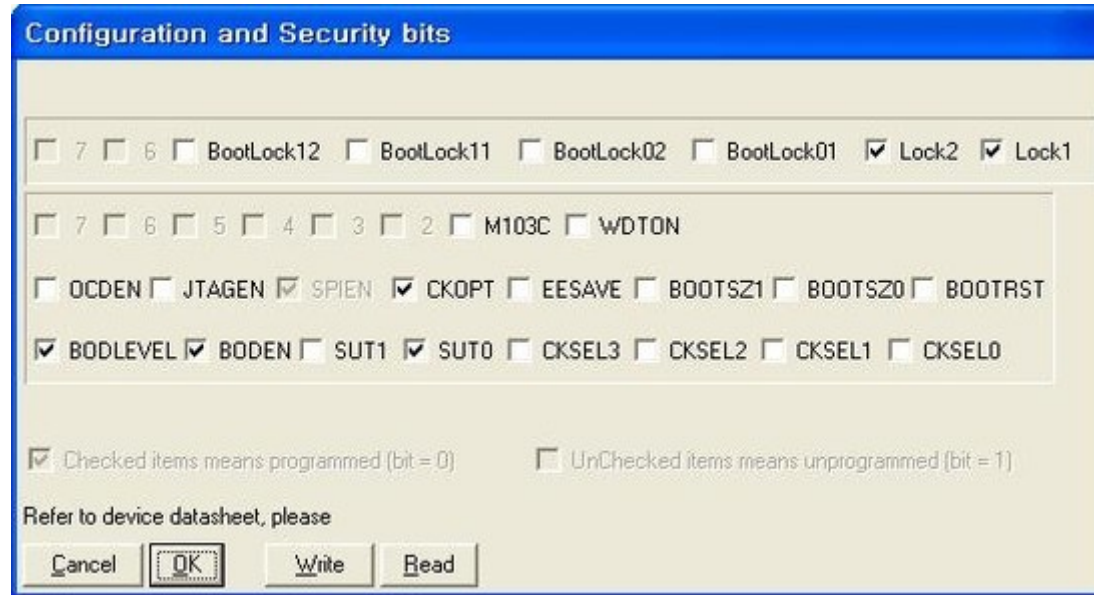 Configuration and Security bits
7 6 BootLock12 BootLock11 BootLock02 BootLock01 Lock2 Lock1
7 6 5 4 3 2 M103C WDTON
OCDEN JTAGEN SPIEN CKOPT EESAVE BOOTSZ1 BOOTSZ0 BOOTRST
BODLEVEL BODEN SUT1 SUT0 CKSEL3 CKSEL2 CKSEL1 CKSEL0
Checked items means programmed (bit = 0) UnChecked items means unprogrammed (bit = 1)
Refer to device datasheet, please
Cancel OK Write Read